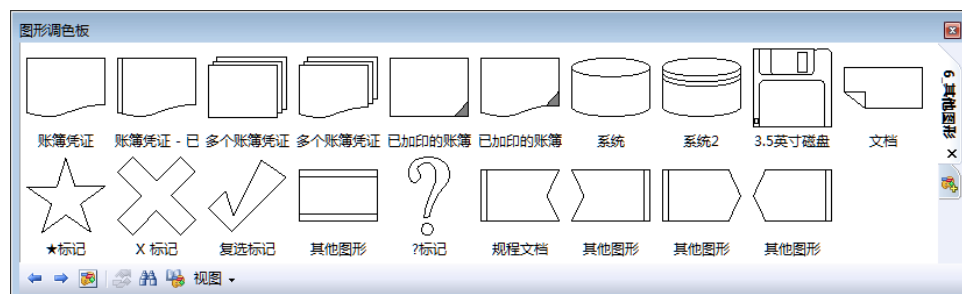 图形调色板
账簿凭证 账簿凭证 - 已 多个账簿凭证 多个账簿凭证 已加印的账簿 已加印的账簿 系统 系统2 3.5英寸磁盘 文档
★标记 X 标记 复选标记 其他图形 ?标记 规程文档 其他图形 其他图形 其他图形
6_其他图形
视图